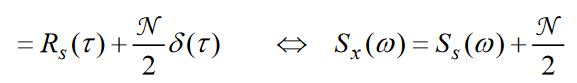 = R_s(τ) + 𝒩/2 δ(τ) ⇔ S_x(ω) = S_s(ω) + 𝒩/2